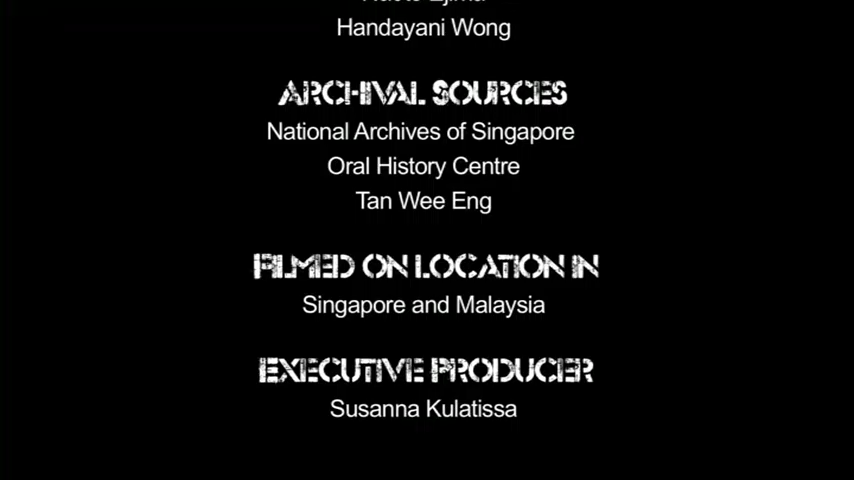 Handayani Wong
ARCHIVAL SOURCES
National Archives of Singapore
Oral History Centre
Tan Wee Eng
FILMED ON LOCATION IN
Singapore and Malaysia
EXECUTIVE PRODUCER
Susanna Kulatissa